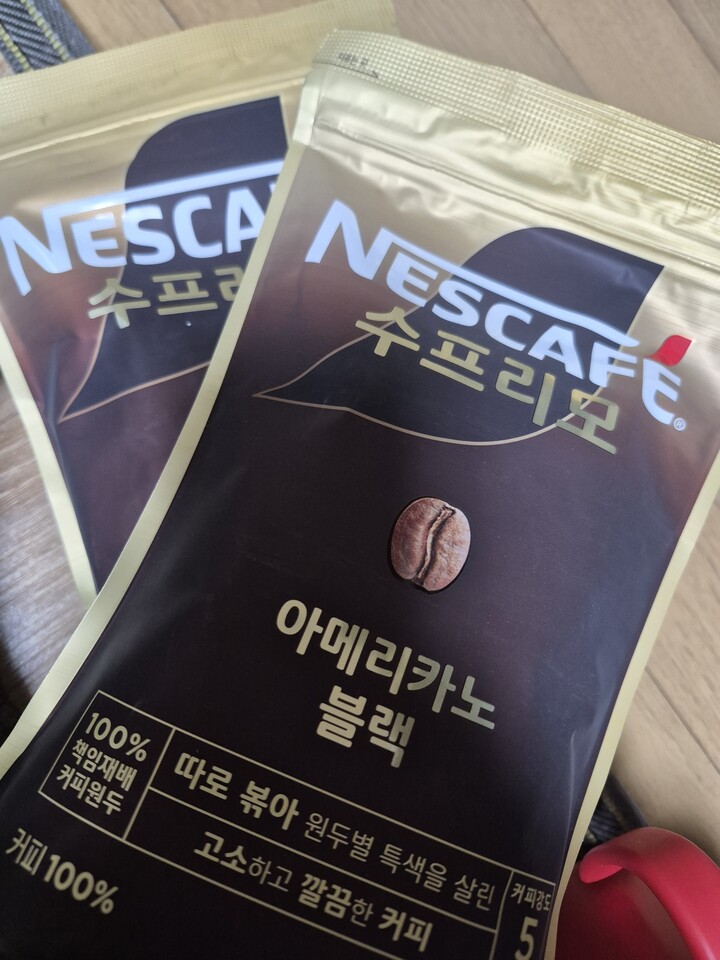 NESCA
수프리
NESCAFÉ®
수프리모
아메리카노
블랙
100%
책임재배
커피원두
따로 볶아 원두별 특색을 살린
고소하고 깔끔한 커피
커피강도
5
커피 100%